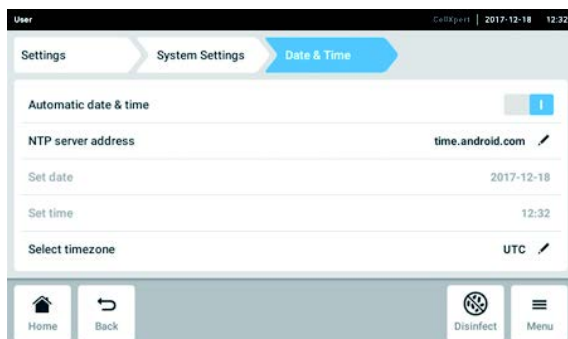 User CellXpert 2017-12-18 12:32
Settings System Settings Date & Time
Automatic date & time
NTP server address time.android.com
Set date 2017-12-18
Set time 12:32
Select timezone UTC
Home Back Disinfect Menu